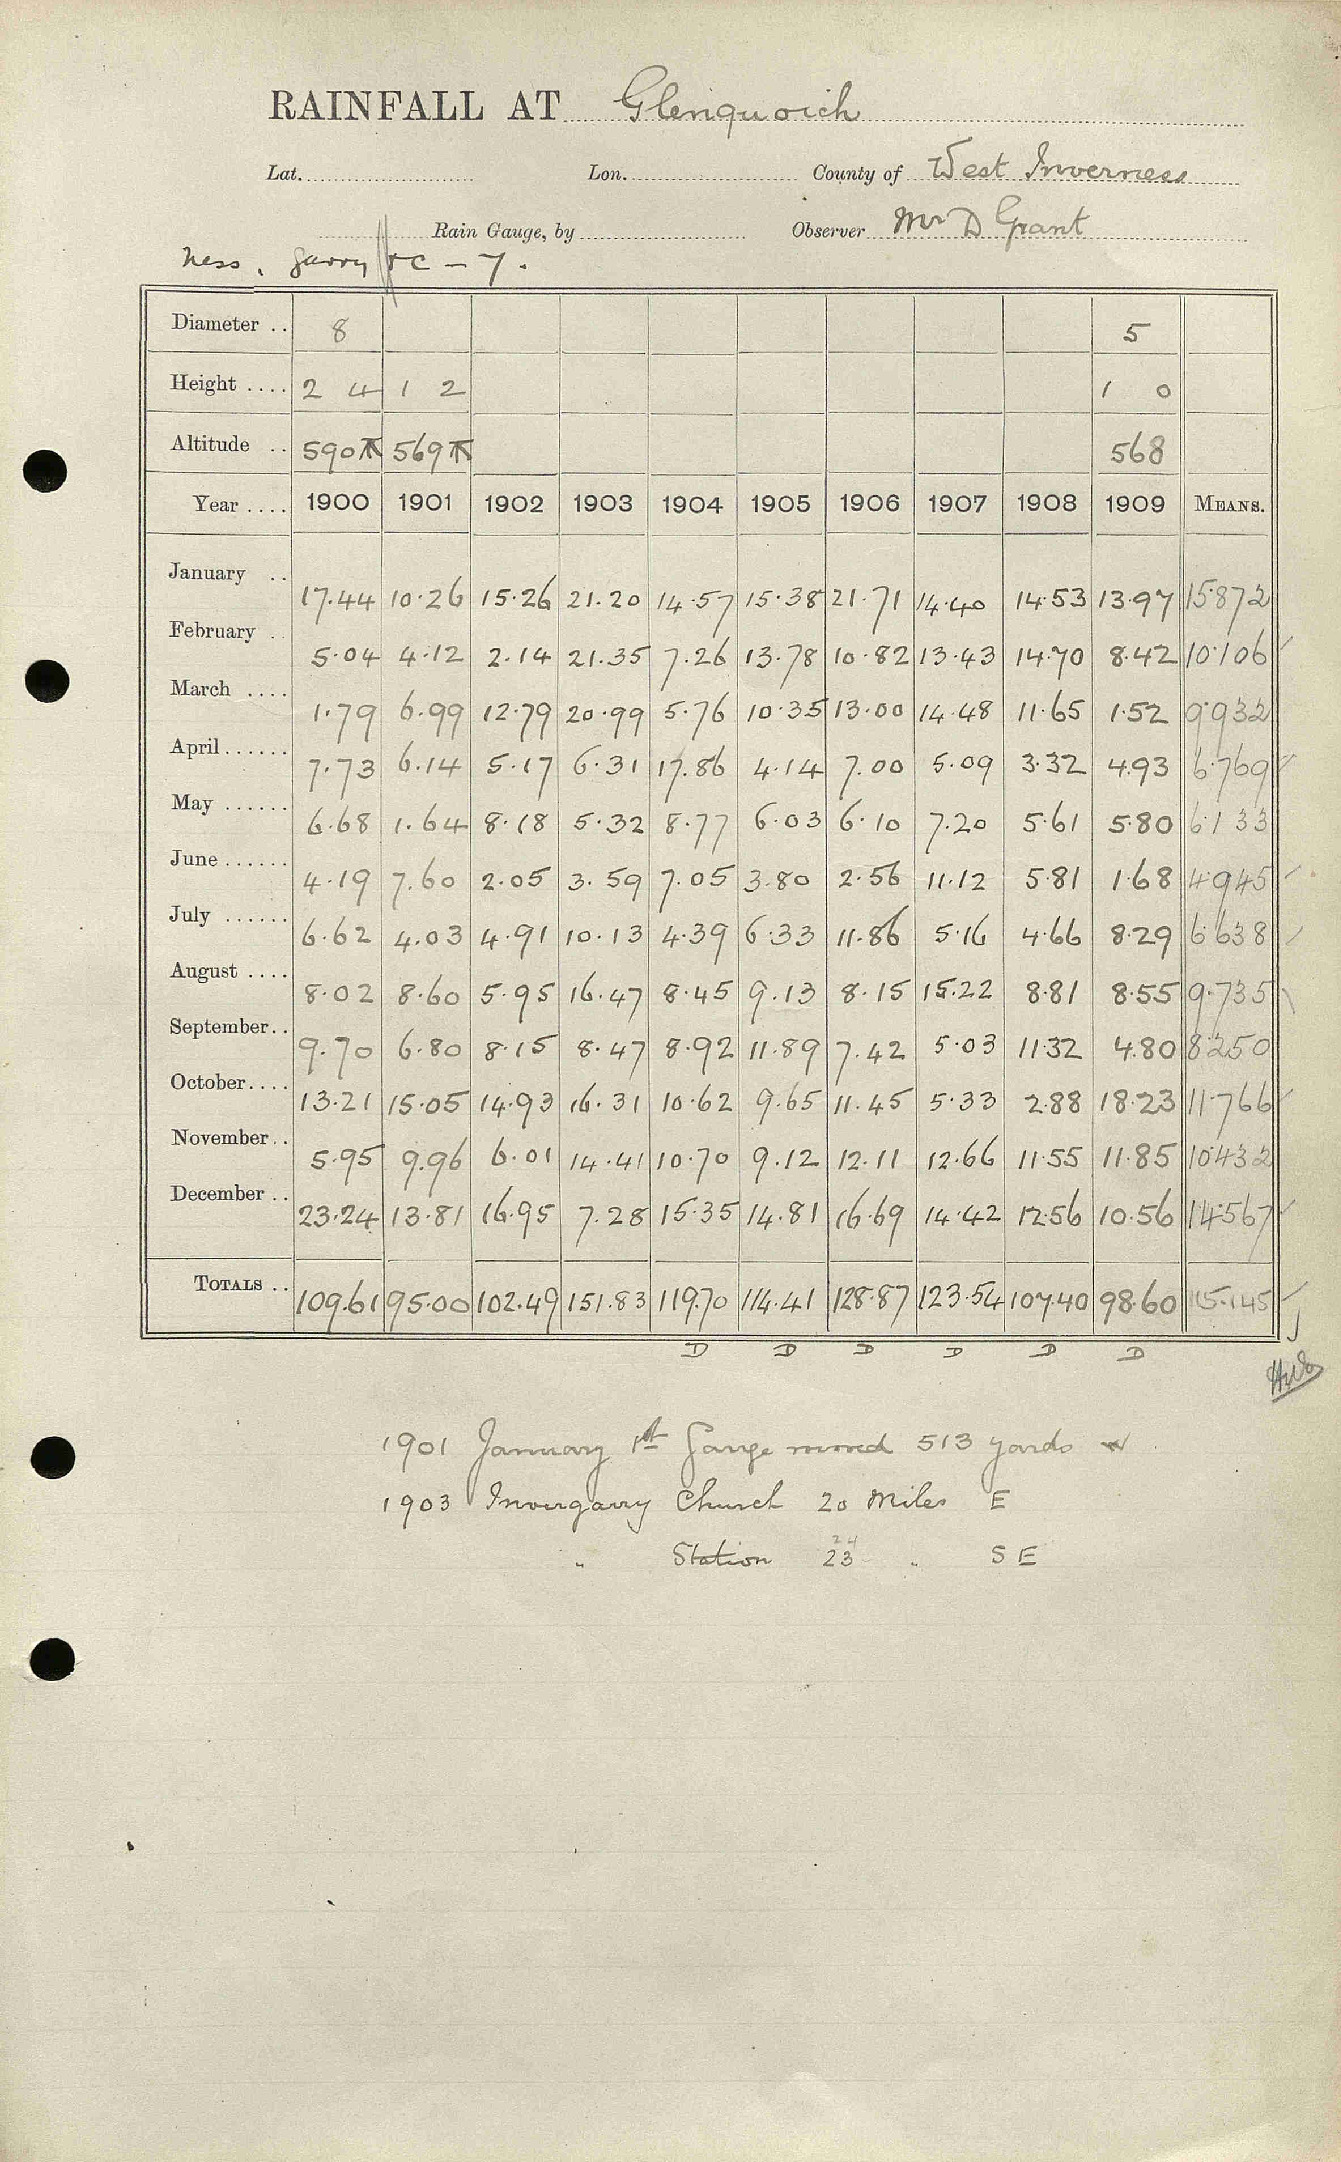 RAINFALL AT Glenquoich
Lat. Lon. County of West Inverness
Rain Gauge, by Observer Mr D Grant
Ness. Garry
Diameter .. 8 5
Height .... 2 4 1 2 1 0
Altitude .. 590 569 568
Year .... 1900 1901 1902 1903 1904 1905 1906 1907 1908 1909 MEANS.
January .. 17.44 10.26 15.26 21.20 14.57 15.38 21.71 14.40 14.53 13.97 15.872
February .. 5.04 4.12 2.14 21.35 7.26 13.78 10.82 13.43 14.70 8.42 10.106
March .... 1.79 6.99 12.79 20.99 5.76 10.35 13.00 14.48 11.65 1.52 9.932
April ...... 7.73 6.14 5.17 6.31 17.86 4.14 7.00 5.09 3.32 4.93 6.769
May ...... 6.68 1.64 8.18 5.32 8.77 6.03 6.10 7.20 5.61 5.80 6.133
June ...... 4.19 7.60 2.05 3.59 7.05 3.80 2.56 11.12 5.81 1.68 4.945
July ...... 6.62 4.03 4.91 10.13 4.39 6.33 11.86 5.16 4.66 8.29 6.638
August .... 8.02 8.60 5.95 16.47 8.45 9.13 8.15 15.22 8.81 8.55 9.735
September .. 9.70 6.80 8.15 8.47 8.92 11.89 7.42 5.03 11.32 4.80 8.250
October .... 13.21 15.05 14.93 16.31 10.62 9.65 11.45 5.33 2.88 18.23 11.766
November .. 5.95 9.96 6.01 14.41 10.70 9.12 12.11 12.66 11.55 11.85 10.432
December .. 23.24 13.81 16.95 7.28 15.35 14.81 16.69 14.42 12.56 10.56 14.567
TOTALS .. 109.61 95.00 102.49 151.83 119.70 114.41 128.87 123.54 107.40 98.60 115.145
D D D D D D
1901 January 1st Gauge moved 513 yards W
1903 Invergarry Church 20 Miles E
24
" Station 23 " S E